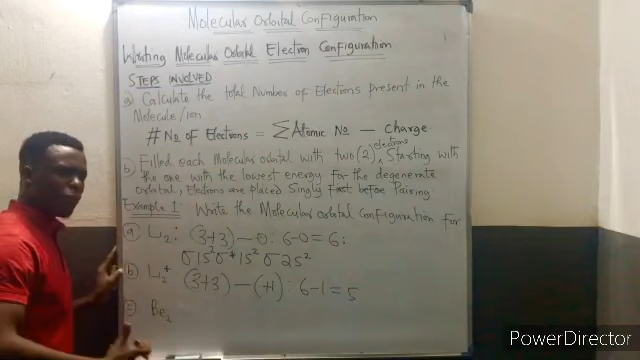 Molecular Orbital Configuration
Writing Molecular Orbital Electron Configuration
STEPS INVOLVED
a) Calculate the total Number of Electrons present in the
Molecule/ion
# No of Electrons = ∑ Atomic No — Charge
b) Filled each Molecular orbital with two (2) electrons Starting with
the one with the lowest energy for the degenerate
orbital, Electrons are placed Singly First before Pairing
Example 1: Write the Molecular orbital configuration for
a) L₂: (3+3) — 0: 6-0=6:
σ1s² σ*1s² σ2s²
b) L₂⁺ (3+3) — (+1): 6-1=5
c) Be₂
PowerDirector